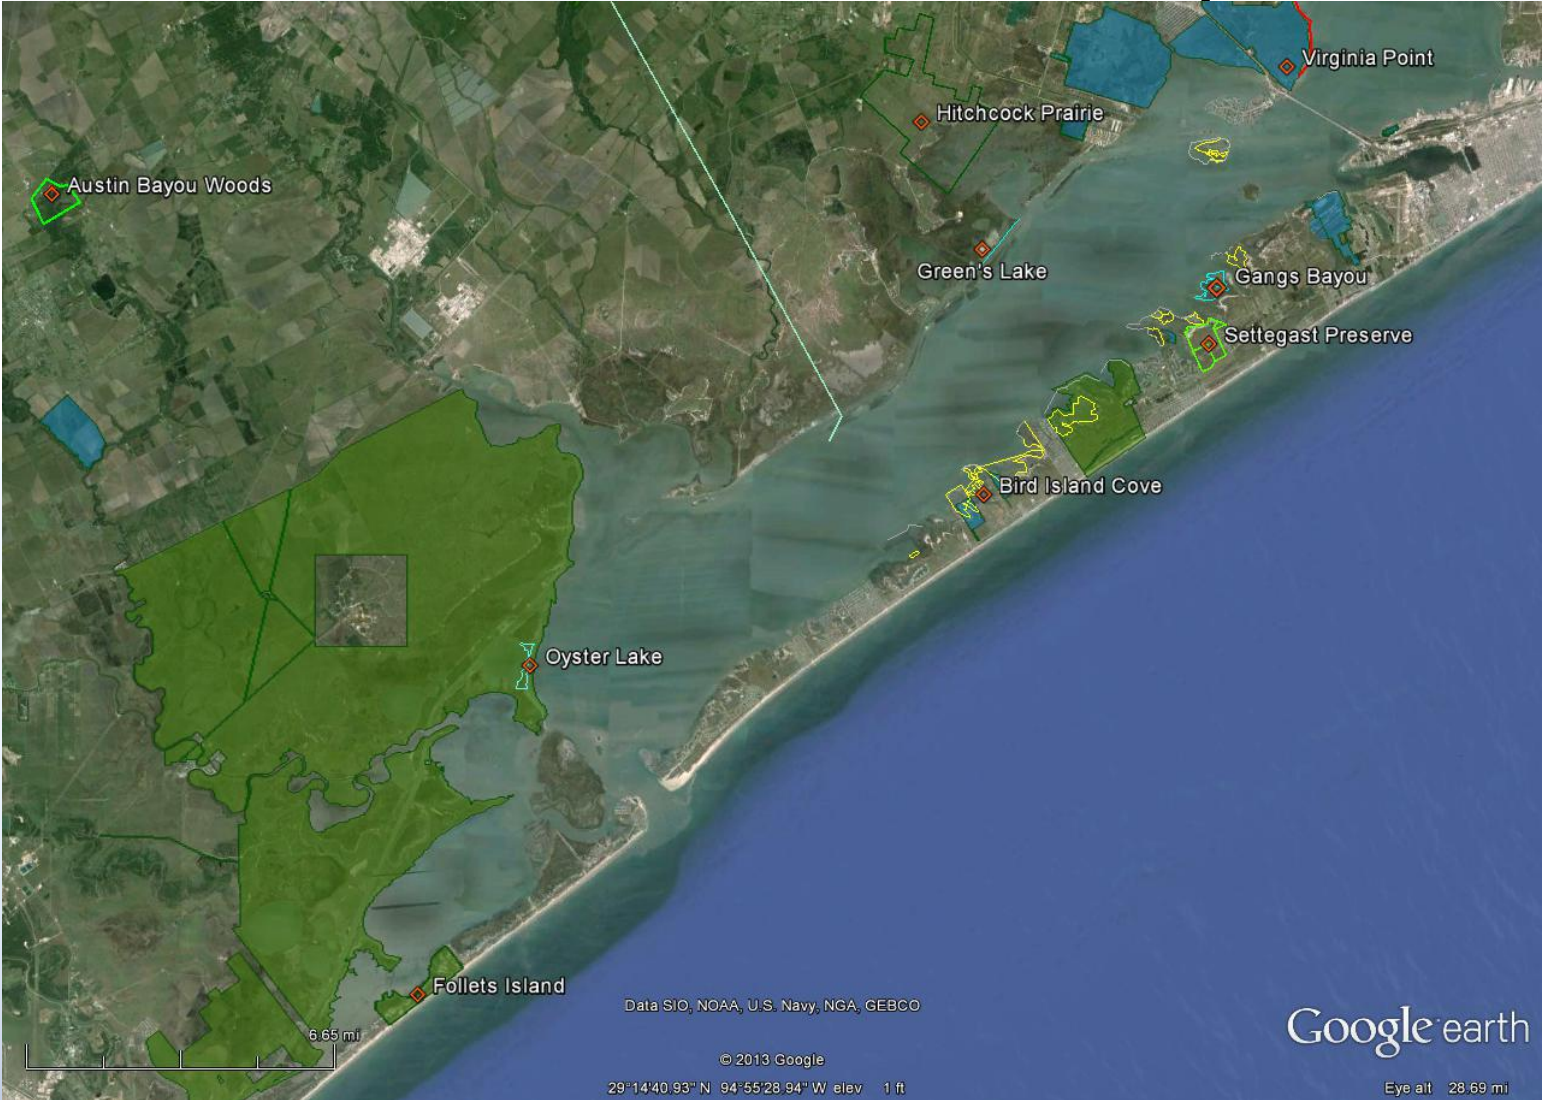 Virginia Point
Hitchcock Prairie
Austin Bayou Woods
Green's Lake
Gangs Bayou
Settegast Preserve
Bird Island Cove
Oyster Lake
Follets Island
Data SIO, NOAA, U.S. Navy, NGA, GEBCO
6.65 mi
Google earth
© 2013 Google
29°14'40.93" N 94°55'28.94" W elev 1 ft
Eye alt 28.69 mi